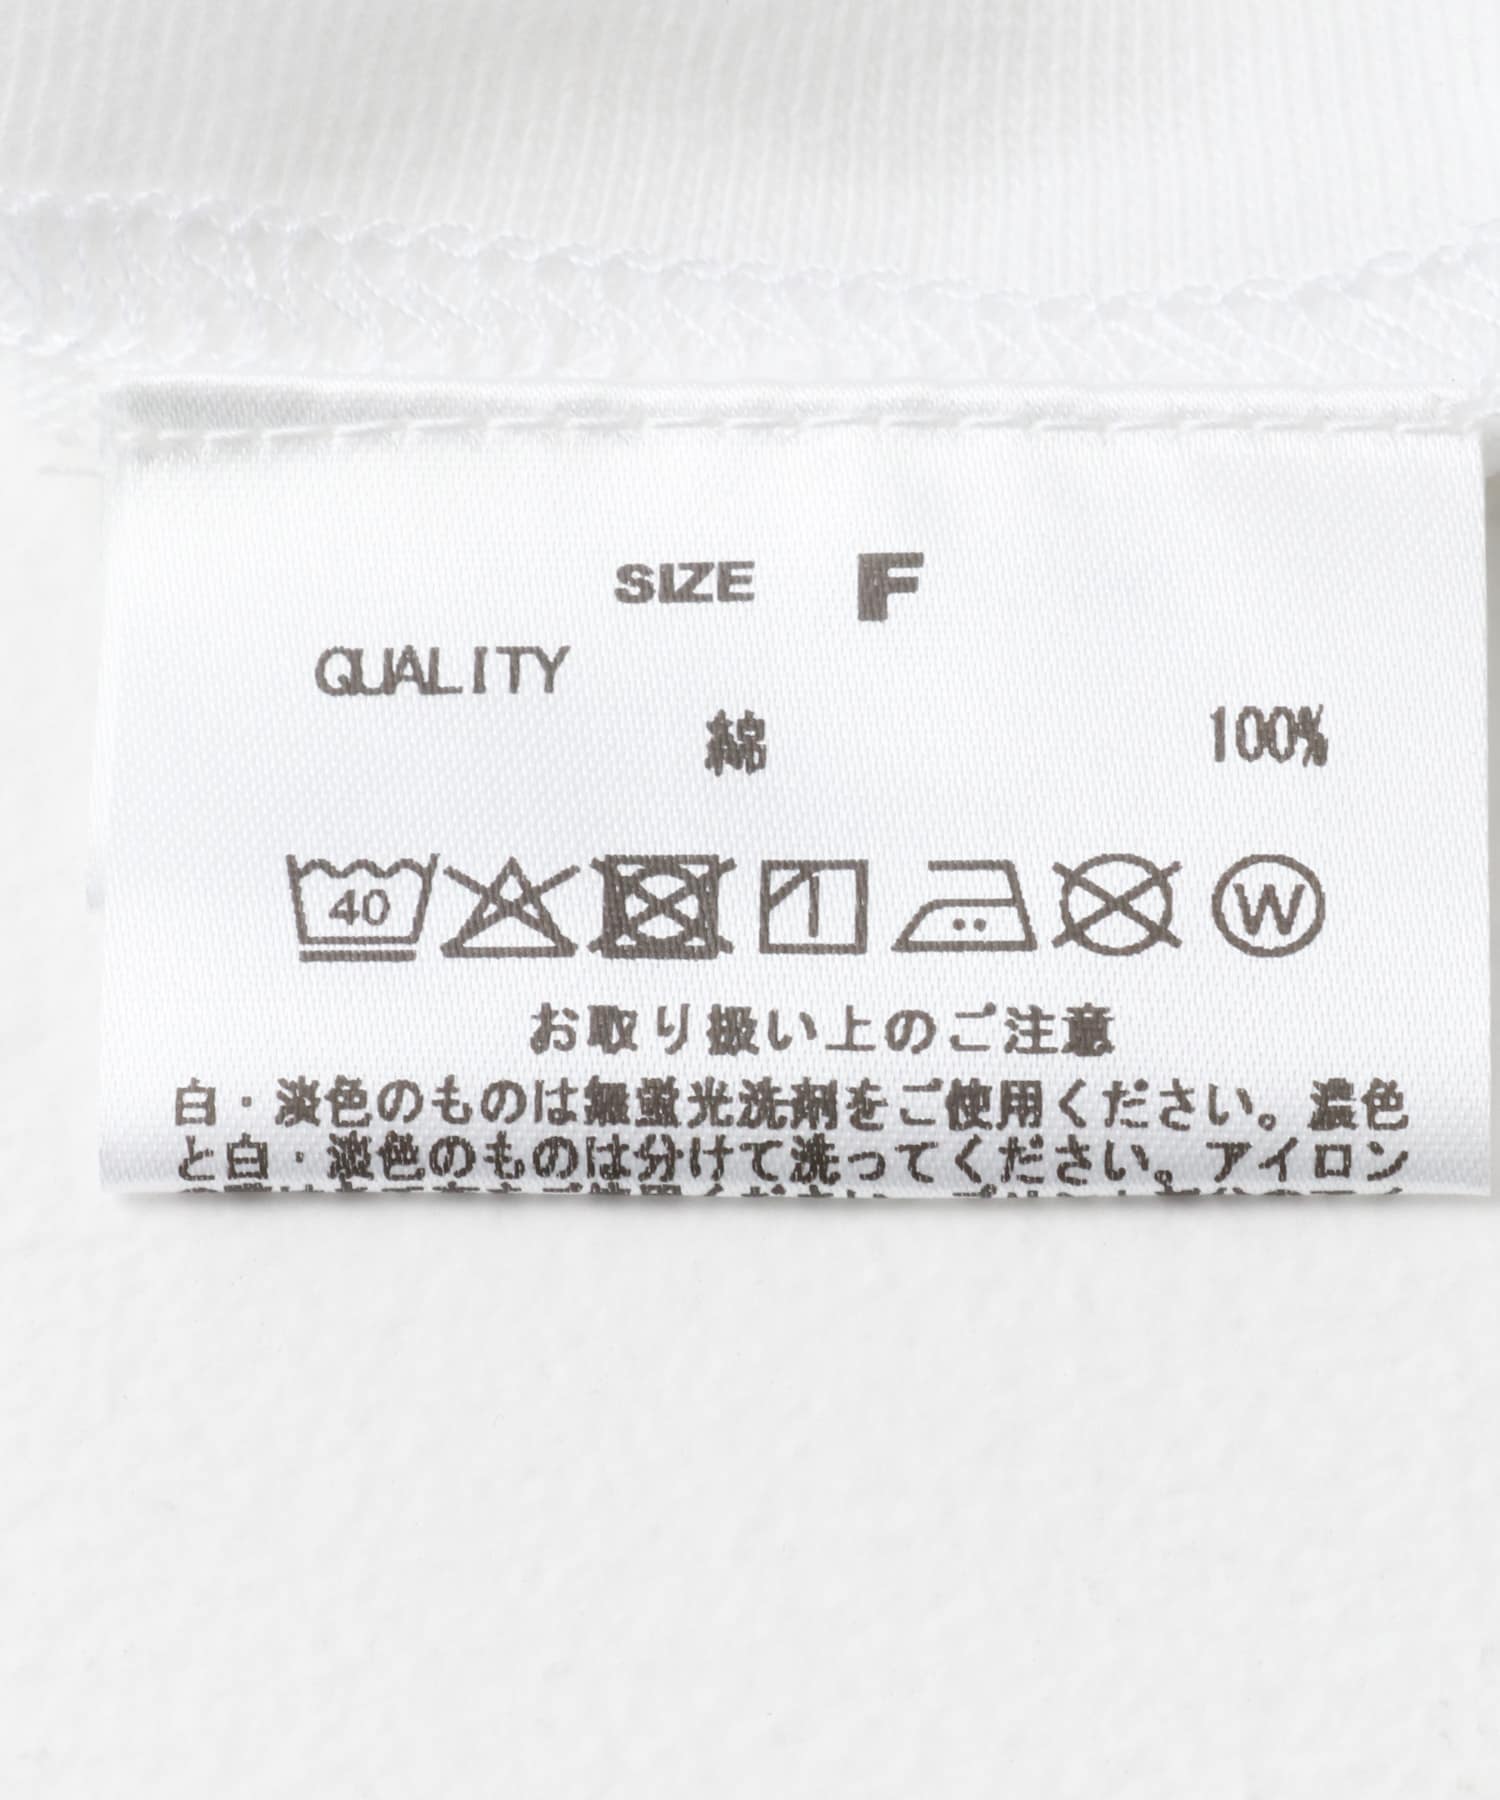 SIZE F
QUALITY
綿 100%
40 W
お取り扱い上のご注意
白・淡色のものは無蛍光洗剤をご使用ください。濃色
と白・淡色のものは分けて洗ってください。アイロン